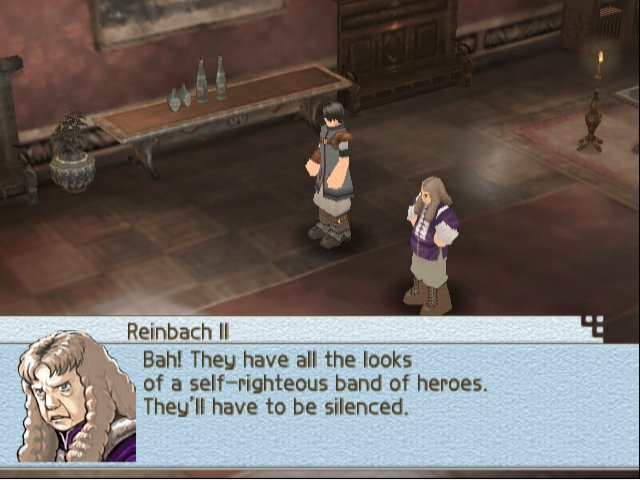 Reinbach II
Bah! They have all the looks
of a self-righteous band of heroes.
They'll have to be silenced.